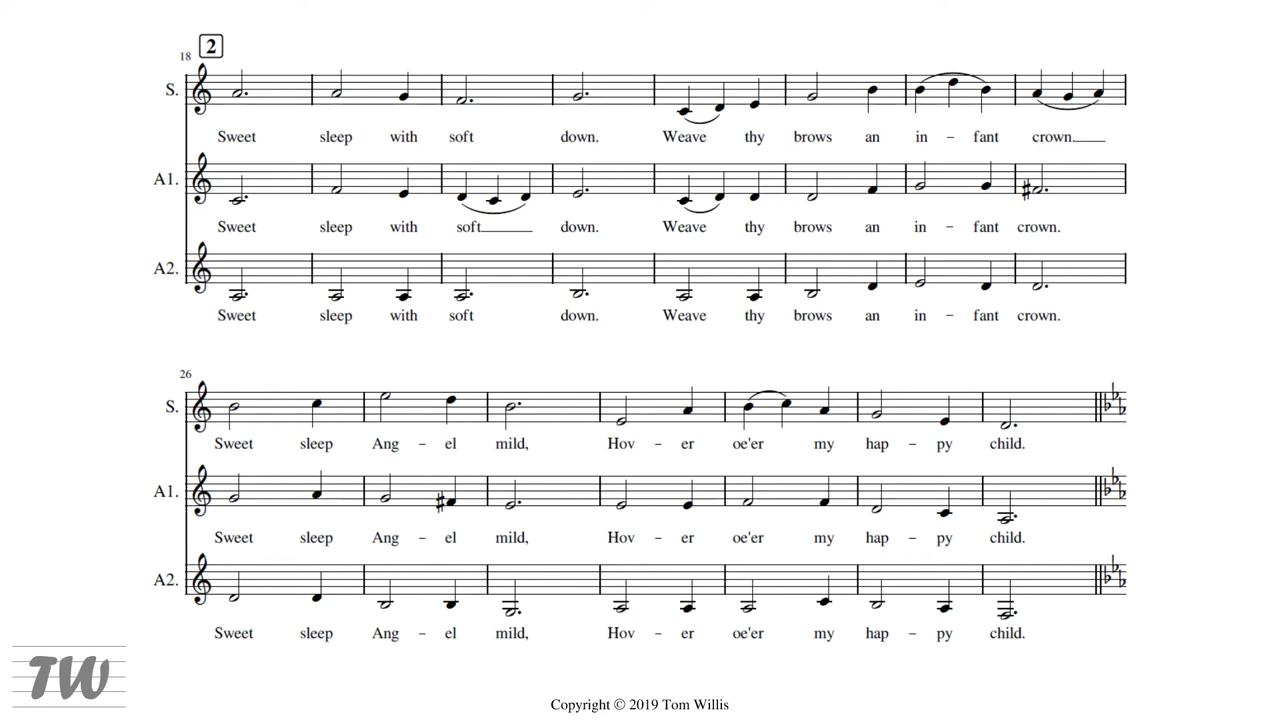 2
18
S.
Sweet sleep with soft down. Weave thy brows an in - fant crown.
A1.
Sweet sleep with soft down. Weave thy brows an in - fant crown.
A2.
Sweet sleep with soft down. Weave thy brows an in - fant crown.
26
S.
Sweet sleep Ang - el mild, Hov - er oe'er my hap - py child.
A1.
Sweet sleep Ang - el mild, Hov - er oe'er my hap - py child.
A2.
Sweet sleep Ang - el mild, Hov - er oe'er my hap - py child.
TW
Copyright © 2019 Tom Willis